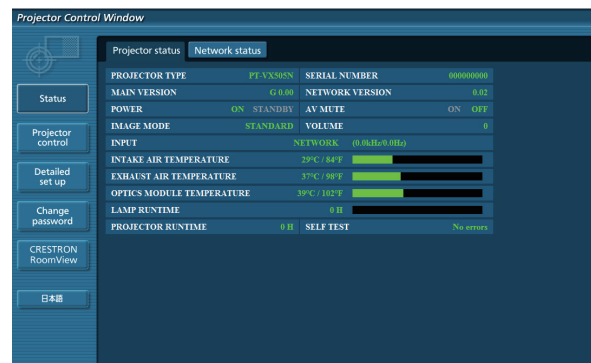 Projector Control Window
Projector status Network status
PROJECTOR TYPE PT-VX505N SERIAL NUMBER 000000000
MAIN VERSION G 0.00 NETWORK VERSION 0.02
POWER ON STANDBY AV MUTE ON OFF
IMAGE MODE STANDARD VOLUME 0
INPUT NETWORK (0.0kHz/0.0Hz)
INTAKE AIR TEMPERATURE 29°C / 84°F
EXHAUST AIR TEMPERATURE 37°C / 98°F
OPTICS MODULE TEMPERATURE 39°C / 102°F
LAMP RUNTIME 0 H
PROJECTOR RUNTIME 0 H SELF TEST No errors
Status
Projector
control
Detailed
set up
Change
password
CRESTRON
RoomView
日本語